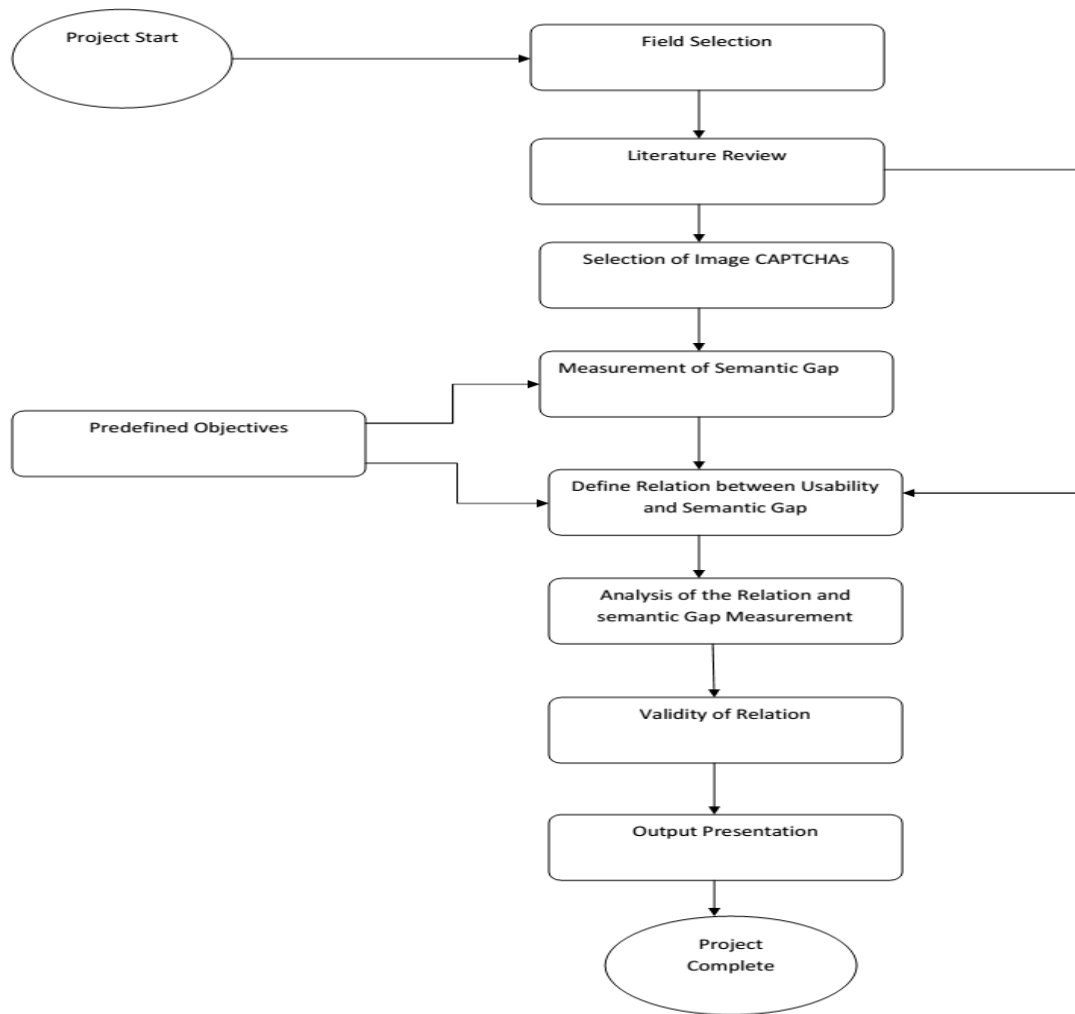 Project Start
Field Selection
Literature Review
Selection of Image CAPTCHAs
Measurement of Semantic Gap
Predefined Objectives
Define Relation between Usability
and Semantic Gap
Analysis of the Relation and
semantic Gap Measurement
Validity of Relation
Output Presentation
Project
Complete